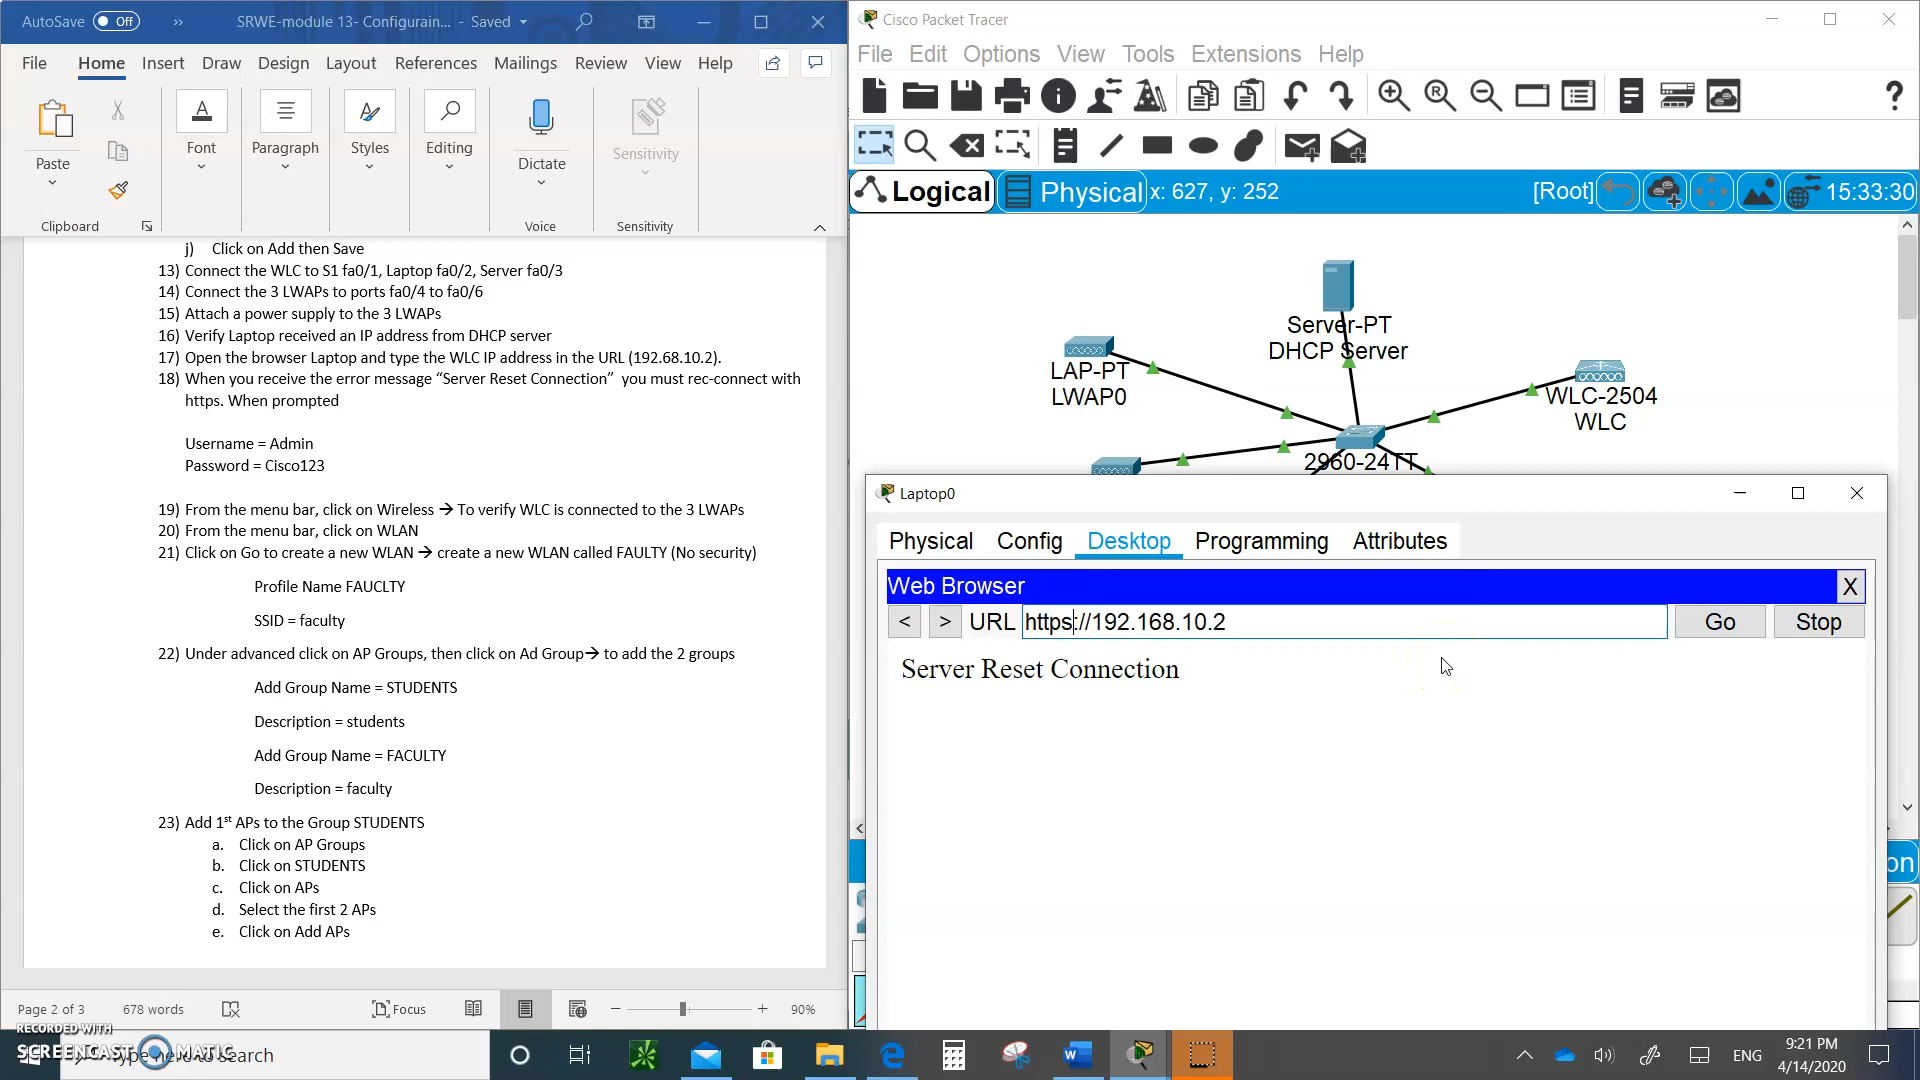 AutoSave Off SRWE-module 13- Configurain... - Saved
File Home Insert Draw Design Layout References Mailings Review View Help
Paste
Font
Paragraph
Styles
Editing
Dictate
Sensitivity
Clipboard
Voice
Sensitivity
j) Click on Add then Save
13) Connect the WLC to S1 fa0/1, Laptop fa0/2, Server fa0/3
14) Connect the 3 LWAPs to ports fa0/4 to fa0/6
15) Attach a power supply to the 3 LWAPs
16) Verify Laptop received an IP address from DHCP server
17) Open the browser Laptop and type the WLC IP address in the URL (192.68.10.2).
18) When you receive the error message “Server Reset Connection” you must rec-connect with
https. When prompted
Username = Admin
Password = Cisco123
19) From the menu bar, click on Wireless → To verify WLC is connected to the 3 LWAPs
20) From the menu bar, click on WLAN
21) Click on Go to create a new WLAN → create a new WLAN called FAULTY (No security)
Profile Name FAUCLTY
SSID = faculty
22) Under advanced click on AP Groups, then click on Ad Group→ to add the 2 groups
Add Group Name = STUDENTS
Description = students
Add Group Name = FACULTY
Description = faculty
23) Add 1st APs to the Group STUDENTS
a. Click on AP Groups
b. Click on STUDENTS
c. Click on APs
d. Select the first 2 APs
e. Click on Add APs
Page 2 of 3 678 words Focus 90%
Cisco Packet Tracer
File Edit Options View Tools Extensions Help
Logical Physical x: 627, y: 252 [Root] 15:33:30
Server-PT
DHCP Server
LAP-PT
LWAP0
WLC-2504
WLC
2960-24TT
Laptop0
Physical Config Desktop Programming Attributes
Web Browser X
< > URL https://192.168.10.2 Go Stop
Server Reset Connection
on
RECORDED WITH
SCREENCAST MATIC
Type here to search
ENG
9:21 PM
4/14/2020